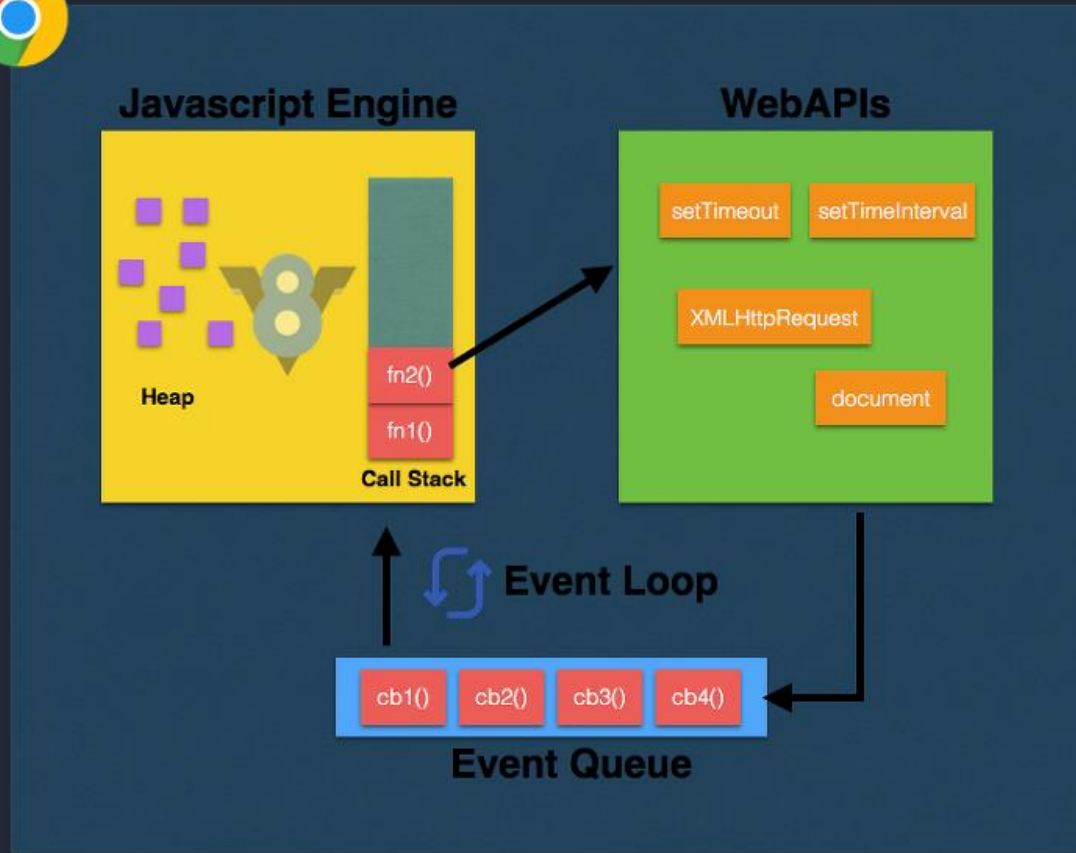 Javascript Engine
WebAPIs
setTimeout
setTimeInterval
XMLHttpRequest
document
fn2()
fn1()
Heap
Call Stack
Event Loop
cb1()
cb2()
cb3()
cb4()
Event Queue